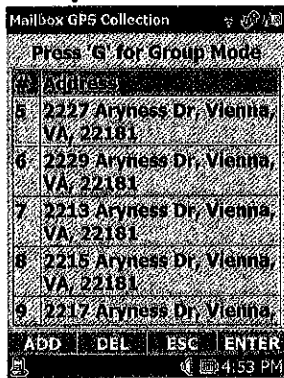 Mailbox GPS Collection
Press 'G' for Group Mode
#) Address
5 2227 Aryness Dr, Vienna,
VA, 22181
6 2229 Aryness Dr, Vienna,
VA, 22181
7 2213 Aryness Dr, Vienna,
VA, 22181
8 2215 Aryness Dr, Vienna,
VA, 22181
9 2217 Aryness Dr, Vienna,
ADD DEL ESC ENTER
4:53 PM